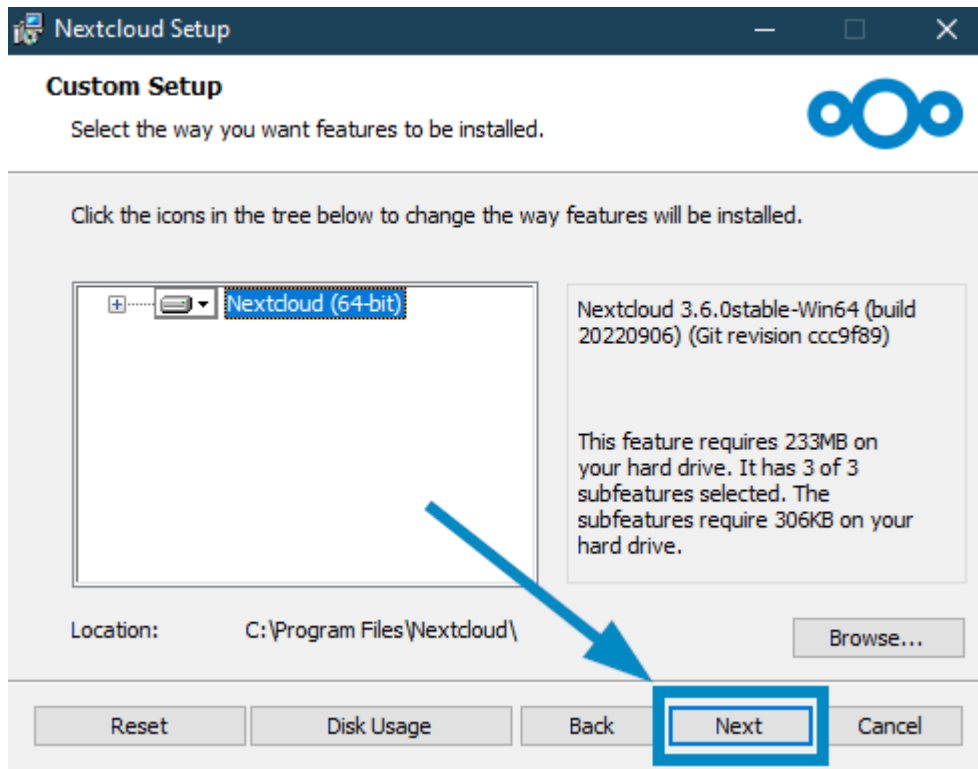 Nextcloud Setup
Custom Setup
Select the way you want features to be installed.
Click the icons in the tree below to change the way features will be installed.
Nextcloud (64-bit)
Nextcloud 3.6.0stable-Win64 (build
20220906) (Git revision ccc9f89)
This feature requires 233MB on
your hard drive. It has 3 of 3
subfeatures selected. The
subfeatures require 306KB on your
hard drive.
Location: C:\Program Files\Nextcloud\
Browse...
Reset Disk Usage Back Next Cancel